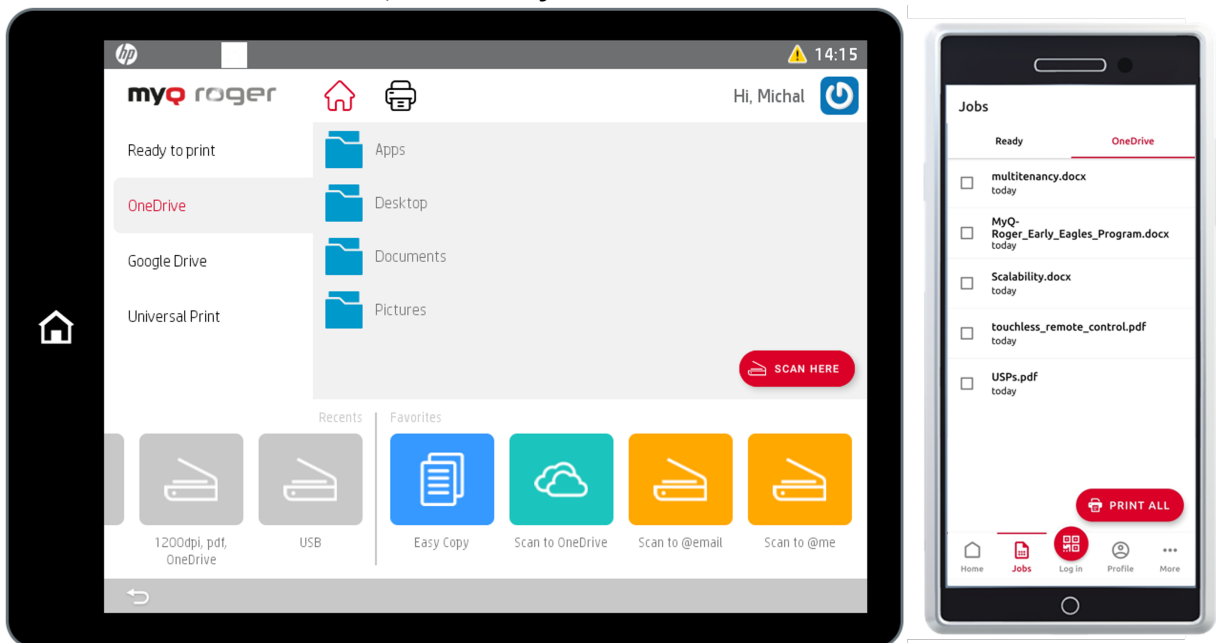 hp
14:15
myQ roger
Hi, Michal
Ready to print
OneDrive
Google Drive
Universal Print
Apps
Desktop
Documents
Pictures
SCAN HERE
Recents
Favorites
1200dpi, pdf,
OneDrive
USB
Easy Copy
Scan to OneDrive
Scan to @email
Scan to @me
Jobs
Ready
OneDrive
multitenancy.docx
today
MyQ-
Roger_Early_Eagles_Program.docx
today
Scalability.docx
today
touchless_remote_control.pdf
today
USPs.pdf
today
PRINT ALL
Home
Jobs
Log in
Profile
More